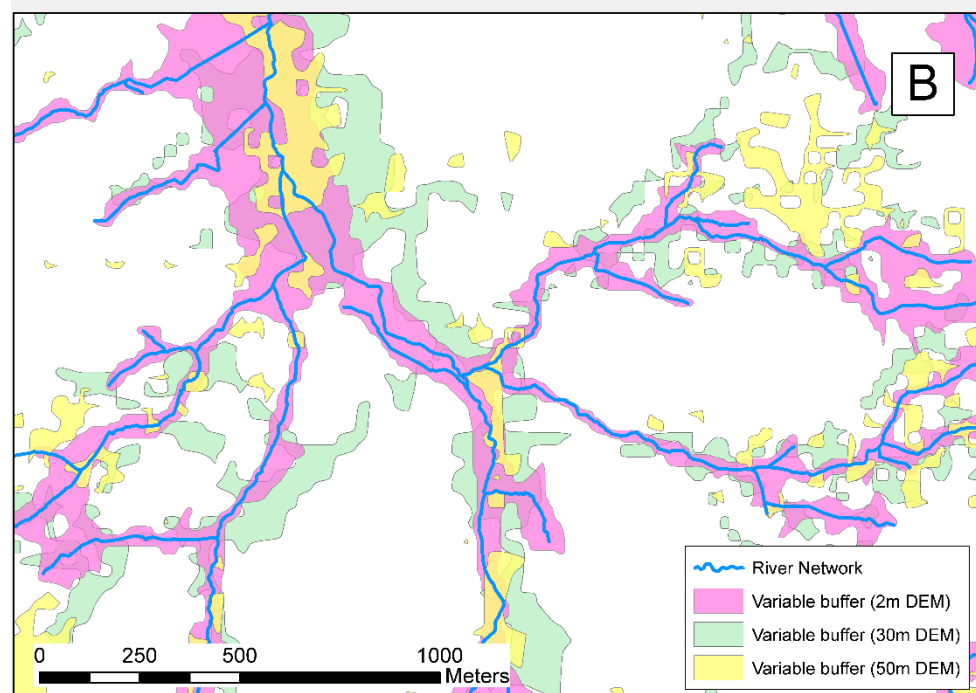 B
River Network
Variable buffer (2m DEM)
Variable buffer (30m DEM)
Variable buffer (50m DEM)
0 250 500 1000
Meters